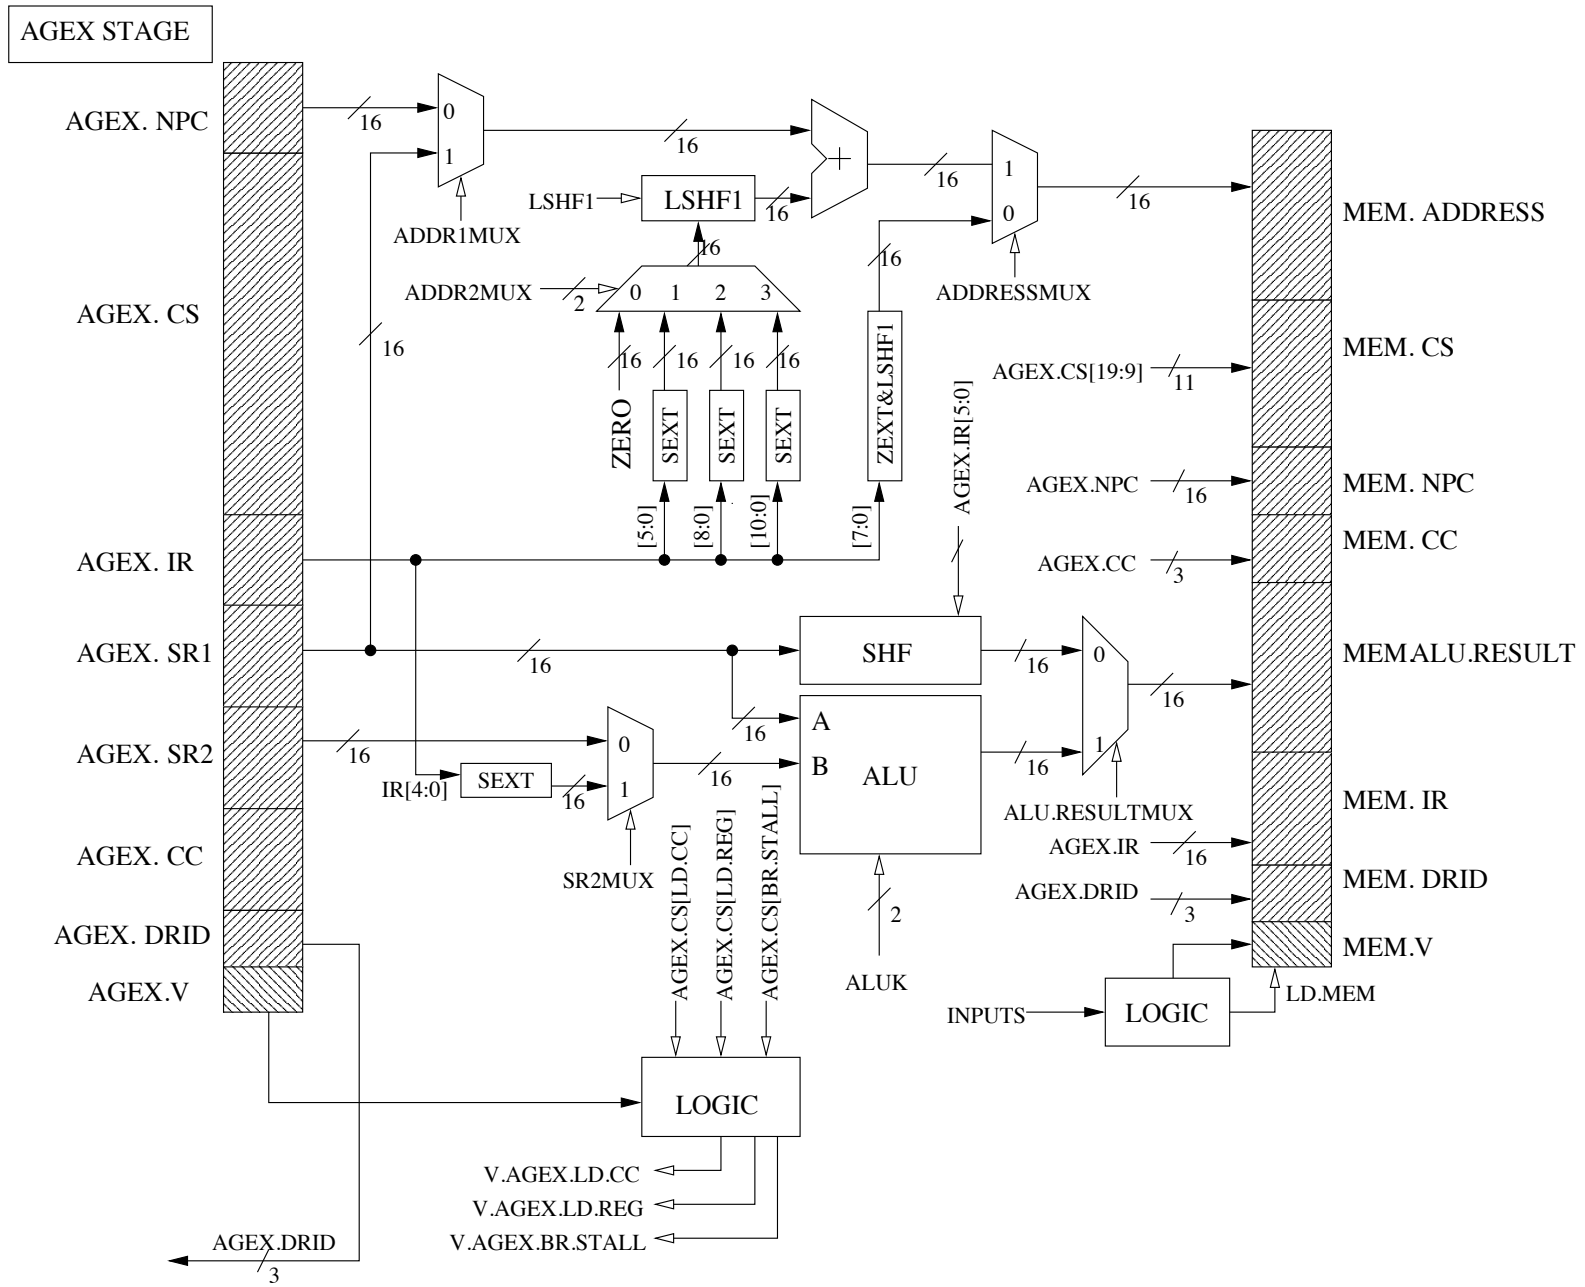 AGEX STAGE
AGEX. NPC
AGEX. CS
AGEX. IR
AGEX. SR1
AGEX. SR2
AGEX. CC
AGEX. DRID
AGEX.V
16
0
1
ADDR1MUX
16
16
LSHF1
LSHF1
16
+
16
1
0
16
ADDRESSMUX
16
16
ADDR2MUX
2
0 1 2 3
16
16
16
16
ZERO
SEXT
SEXT
SEXT
ZEXT&LSHF1
[5:0]
[8:0]
[10:0]
[7:0]
AGEX.IR[5:0]
16
SHF
16
0
1
16
ALU.RESULTMUX
16
A
B
ALU
16
2
ALUK
16
IR[4:0]
SEXT
16
0
1
SR2MUX
16
AGEX.CS[LD.CC]
AGEX.CS[LD.REG]
AGEX.CS[BR.STALL]
LOGIC
V.AGEX.LD.CC
V.AGEX.LD.REG
V.AGEX.BR.STALL
AGEX.DRID
3
AGEX.CS[19:9]
11
AGEX.NPC
16
AGEX.CC
3
AGEX.IR
16
AGEX.DRID
3
INPUTS
LOGIC
LD.MEM
MEM. ADDRESS
MEM. CS
MEM. NPC
MEM. CC
MEM.ALU.RESULT
MEM. IR
MEM. DRID
MEM.V